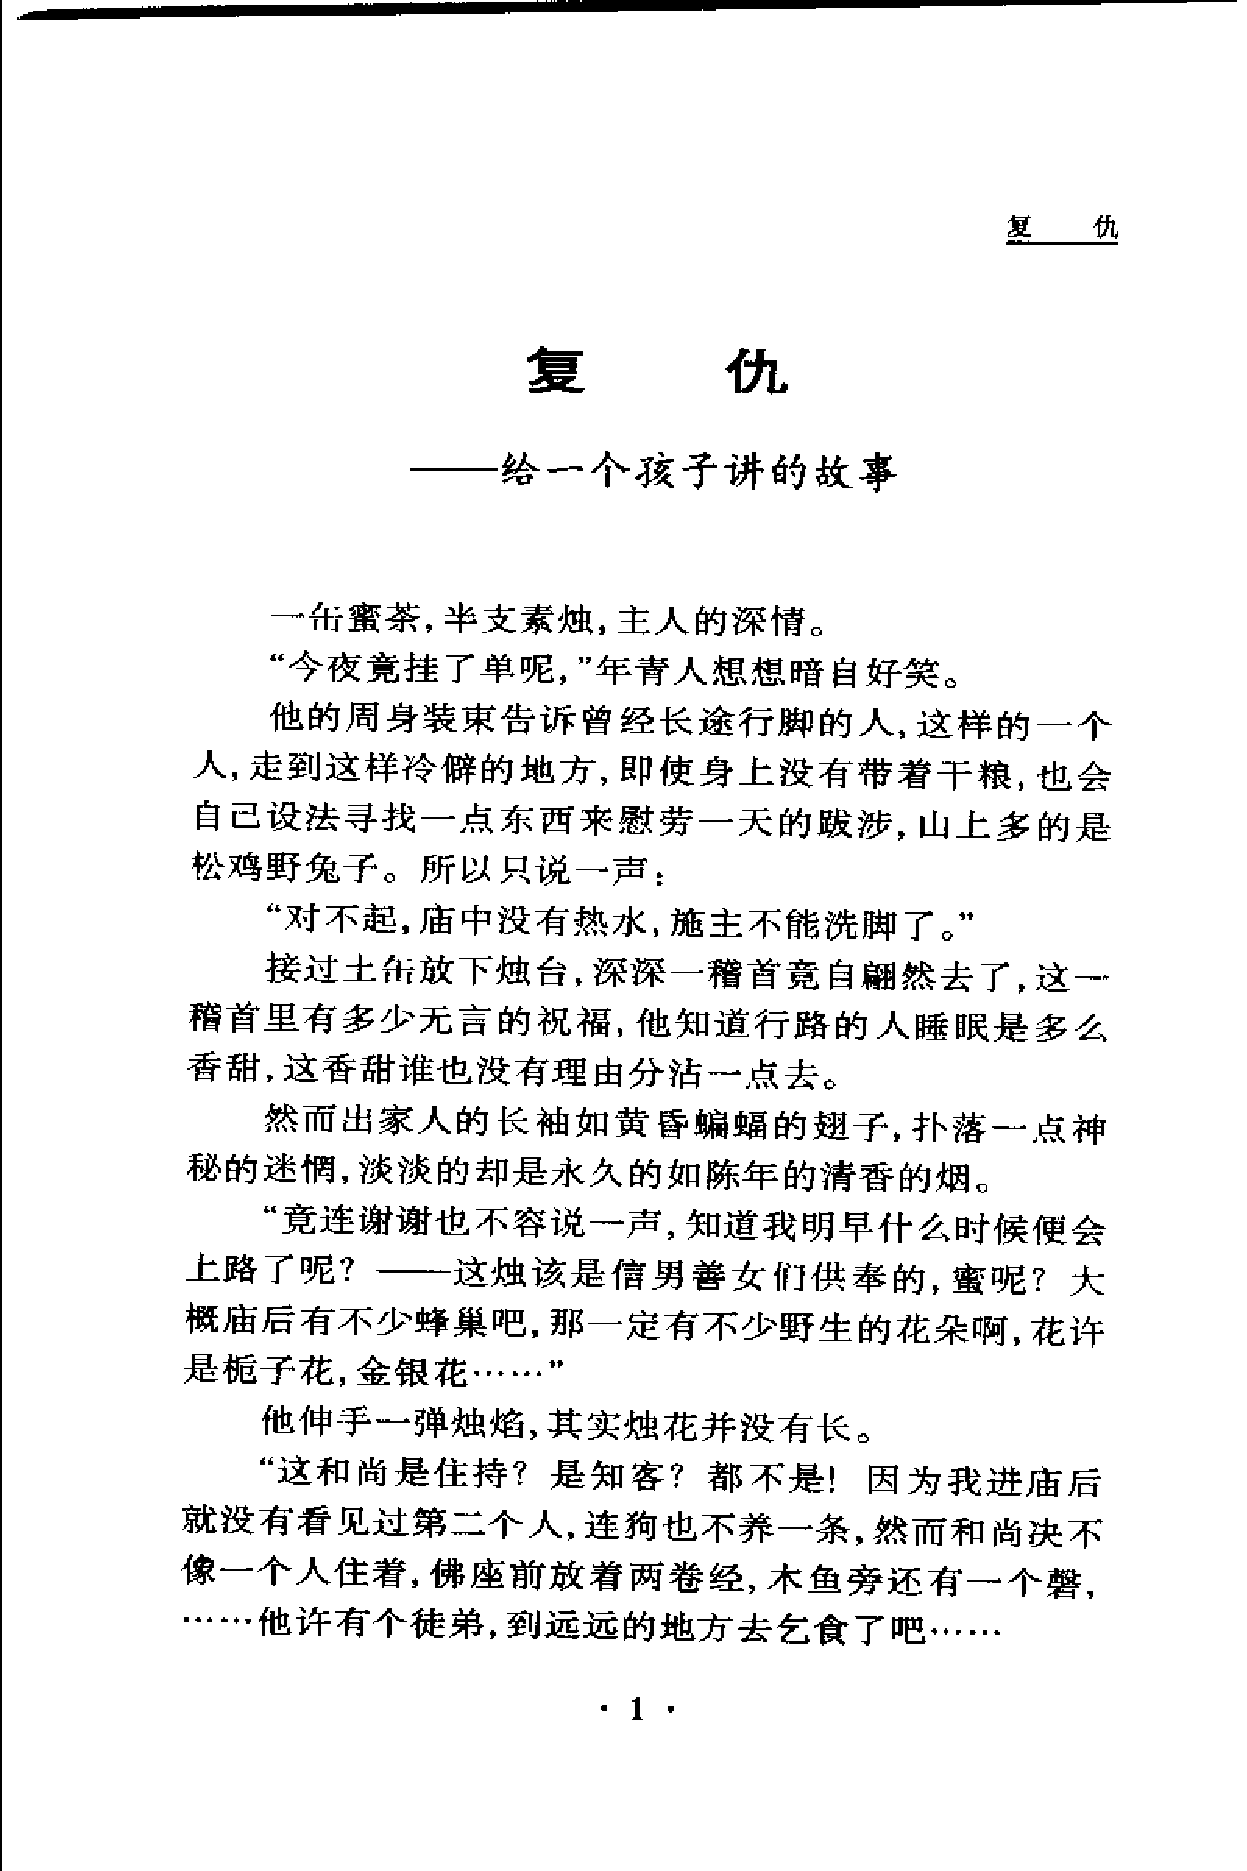 复 仇
复 仇
——给一个孩子讲的故事
一缶蜜茶，半支素烛，主人的深情。
“今夜竟挂了单呢，”年青人想想暗自好笑。
他的周身装束告诉曾经长途行脚的人，这样的一个
人，走到这样冷僻的地方，即使身上没有带着干粮，也会
自己设法寻找一点东西来慰劳一天的跋涉，山上多的是
松鸡野兔子。所以只说一声：
“对不起，庙中没有热水，施主不能洗脚了。”
接过土缶放下烛台，深深一稽首竟自翩然去了，这一
稽首里有多少无言的祝福，他知道行路的人睡眠是多么
香甜，这香甜谁也没有理由分沾一点去。
然而出家人的长袖如黄昏蝙蝠的翅子，扑落一点神
秘的迷惘，淡淡的却是永久的如陈年的清香的烟。
“竟连谢谢也不容说一声，知道我明早什么时候便会
上路了呢？——这烛该是信男善女们供奉的，蜜呢？大
概庙后有不少蜂巢吧，那一定有不少野生的花朵啊，花许
是栀子花，金银花……”
他伸手一弹烛焰，其实烛花并没有长。
“这和尚是住持？是知客？都不是！因为我进庙后
就没有看见过第二个人，连狗也不养一条，然而和尚决不
像一个人住着，佛座前放着两卷经，木鱼旁还有一个磬，
……他许有个徒弟，到远远的地方去乞食了吧……
· 1 ·